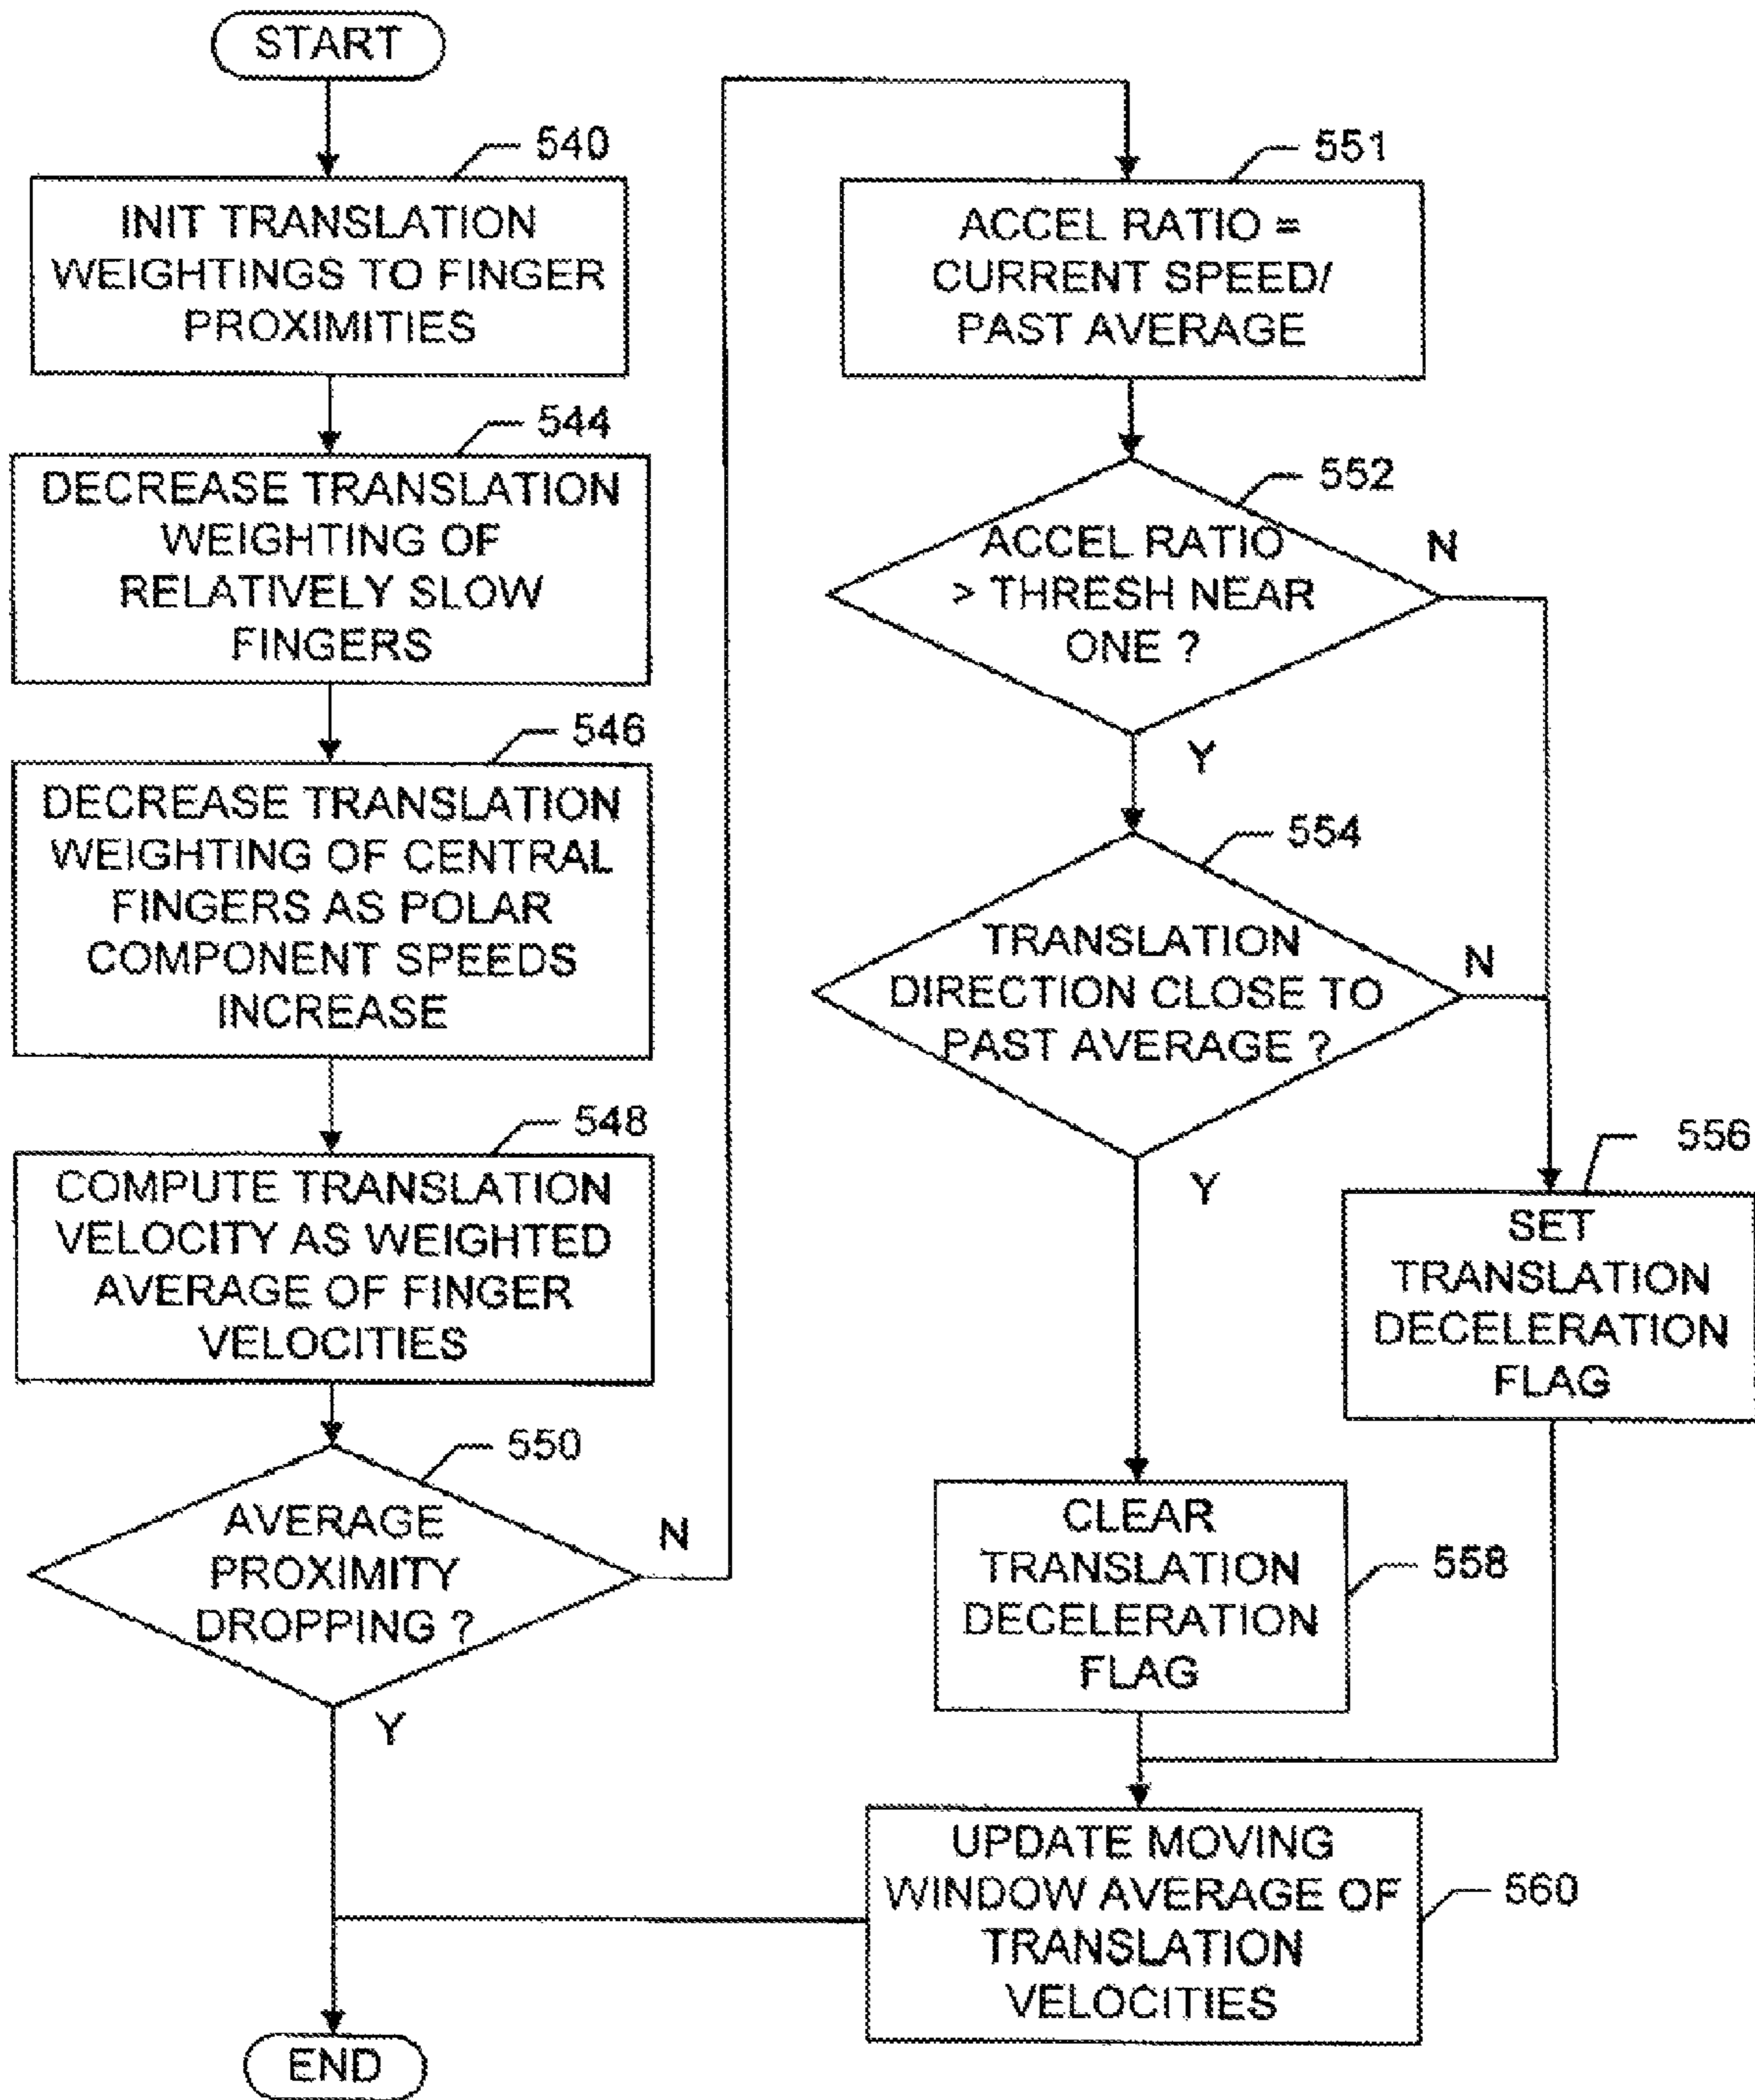 START
540
INIT TRANSLATION
WEIGHTINGS TO FINGER
PROXIMITIES
544
DECREASE TRANSLATION
WEIGHTING OF
RELATIVELY SLOW
FINGERS
546
DECREASE TRANSLATION
WEIGHTING OF CENTRAL
FINGERS AS POLAR
COMPONENT SPEEDS
INCREASE
548
COMPUTE TRANSLATION
VELOCITY AS WEIGHTED
AVERAGE OF FINGER
VELOCITIES
550
AVERAGE
PROXIMITY
DROPPING ?
N
Y
551
ACCEL RATIO =
CURRENT SPEED/
PAST AVERAGE
552
ACCEL RATIO
> THRESH NEAR
ONE ?
N
Y
554
TRANSLATION
DIRECTION CLOSE TO
PAST AVERAGE ?
N
Y
556
SET
TRANSLATION
DECELERATION
FLAG
CLEAR
TRANSLATION
DECELERATION
FLAG
558
UPDATE MOVING
WINDOW AVERAGE OF
TRANSLATION
VELOCITIES
560
END